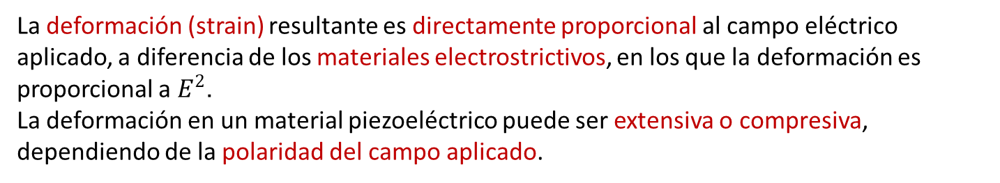 La deformación (strain) resultante es directamente proporcional al campo eléctrico
aplicado, a diferencia de los materiales electrostrictivos, en los que la deformación es
proporcional a E².
La deformación en un material piezoeléctrico puede ser extensiva o compresiva,
dependiendo de la polaridad del campo aplicado.